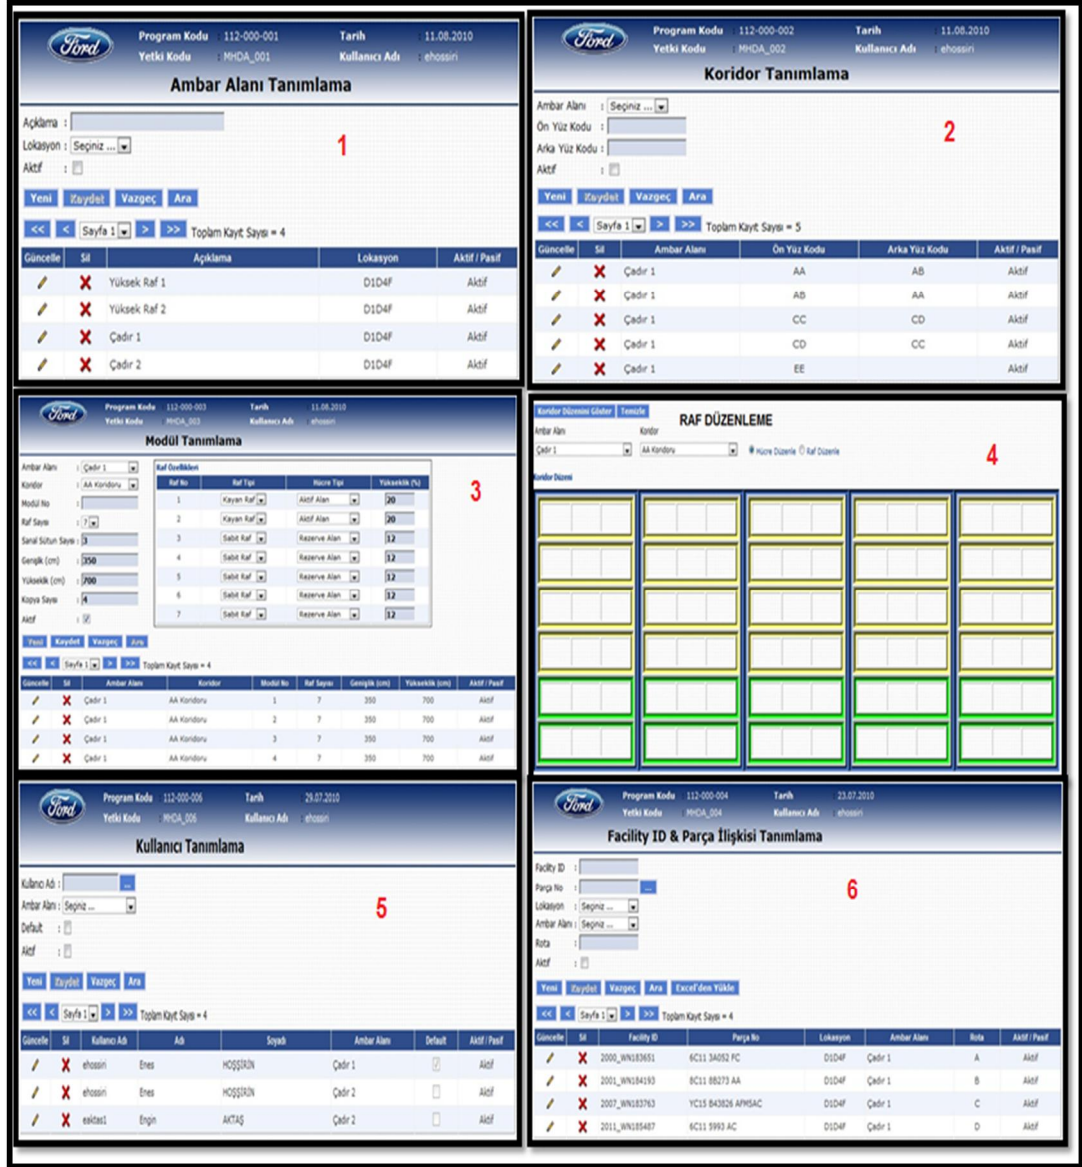 Ford
Program Kodu : 112-000-001 Tarih : 11.08.2010
Yetki Kodu : MHDA_001 Kullanıcı Adı : ehossiri
Ambar Alanı Tanımlama
Açıklama :
Lokasyon : Seçiniz ...
Aktif :
1
Yeni Kaydet Vazgeç Ara
<< < Sayfa 1 > >> Toplam Kayıt Sayısı = 4
Güncelle Sil Açıklama Lokasyon Aktif / Pasif
Yüksek Raf 1 D1D4F Aktif
Yüksek Raf 2 D1D4F Aktif
Çadır 1 D1D4F Aktif
Çadır 2 D1D4F Aktif
Ford
Program Kodu : 112-000-002 Tarih : 11.08.2010
Yetki Kodu : MHDA_002 Kullanıcı Adı : ehossiri
Koridor Tanımlama
Ambar Alanı : Seçiniz ...
Ön Yüz Kodu :
Arka Yüz Kodu :
Aktif :
2
Yeni Kaydet Vazgeç Ara
<< < Sayfa 1 > >> Toplam Kayıt Sayısı = 5
Güncelle Sil Ambar Alanı Ön Yüz Kodu Arka Yüz Kodu Aktif / Pasif
Çadır 1 AA AB Aktif
Çadır 1 AB AA Aktif
Çadır 1 CC CD Aktif
Çadır 1 CD CC Aktif
Çadır 1 EE Aktif
Ford
Program Kodu : 112-000-003 Tarih : 11.08.2010
Yetki Kodu : MHDA_003 Kullanıcı Adı : ehossiri
Modül Tanımlama
Ambar Alanı : Çadır 1
Koridor : AA Koridoru
Modül No :
Raf Sayısı : 7
Sanal Sütun Sayısı : 3
Genişlik (cm) : 350
Yükseklik (cm) : 700
Kopya Sayısı : 4
Aktif :
Raf Özellikleri
Raf No Raf Tipi Hücre Tipi Yükseklik (%)
1 Kayan Raf Aktif Alan 20
2 Kayan Raf Aktif Alan 20
3 Sabit Raf Rezerve Alan 12
4 Sabit Raf Rezerve Alan 12
5 Sabit Raf Rezerve Alan 12
6 Sabit Raf Rezerve Alan 12
7 Sabit Raf Rezerve Alan 12
3
Yeni Kaydet Vazgeç Ara
<< < Sayfa 1 > >> Toplam Kayıt Sayısı = 4
Güncelle Sil Ambar Alanı Koridor Modül No Raf Sayısı Genişlik (cm) Yükseklik (cm) Aktif / Pasif
Çadır 1 AA Koridoru 1 7 350 700 Aktif
Çadır 1 AA Koridoru 2 7 350 700 Aktif
Çadır 1 AA Koridoru 3 7 350 700 Aktif
Çadır 1 AA Koridoru 4 7 350 700 Aktif
Koridor Düzenini Göster Temizle
RAF DÜZENLEME
Ambar Alanı Koridor
Çadır 1 AA Koridoru Hücre Düzenle Raf Düzenle
4
Koridor Düzeni
Ford
Program Kodu : 112-000-006 Tarih : 29.07.2010
Yetki Kodu : MHDA_006 Kullanıcı Adı : ehossiri
Kullanıcı Tanımlama
Kullanıcı Adı : ...
Ambar Alanı : Seçiniz ...
Default :
Aktif :
5
Yeni Kaydet Vazgeç Ara
<< < Sayfa 1 > >> Toplam Kayıt Sayısı = 4
Güncelle Sil Kullanıcı Adı Adı Soyadı Ambar Alanı Default Aktif / Pasif
ehossiri Enes HOŞŞİRİN Çadır 1 Aktif
ehossiri Enes HOŞŞİRİN Çadır 2 Aktif
eaktas1 Engin AKTAŞ Çadır 2 Aktif
Ford
Program Kodu : 112-000-004 Tarih : 23.07.2010
Yetki Kodu : MHDA_004 Kullanıcı Adı : ehossiri
Facility ID & Parça İlişkisi Tanımlama
Facility ID :
Parça No : ...
Lokasyon : Seçiniz ...
Ambar Alanı : Seçiniz ...
Rota :
Aktif :
6
Yeni Kaydet Vazgeç Ara Excel'den Yükle
<< < Sayfa 1 > >> Toplam Kayıt Sayısı = 4
Güncelle Sil Facility ID Parça No Lokasyon Ambar Alanı Rota Aktif / Pasif
2000_WN183651 6C11 3A052 FC D1D4F Çadır 1 A Aktif
2001_WN184193 8C11 8B273 AA D1D4F Çadır 1 B Aktif
2007_WN183763 YC15 B43826 AFM5AC D1D4F Çadır 1 C Aktif
2011_WN185487 6C11 5993 AC D1D4F Çadır 1 D Aktif